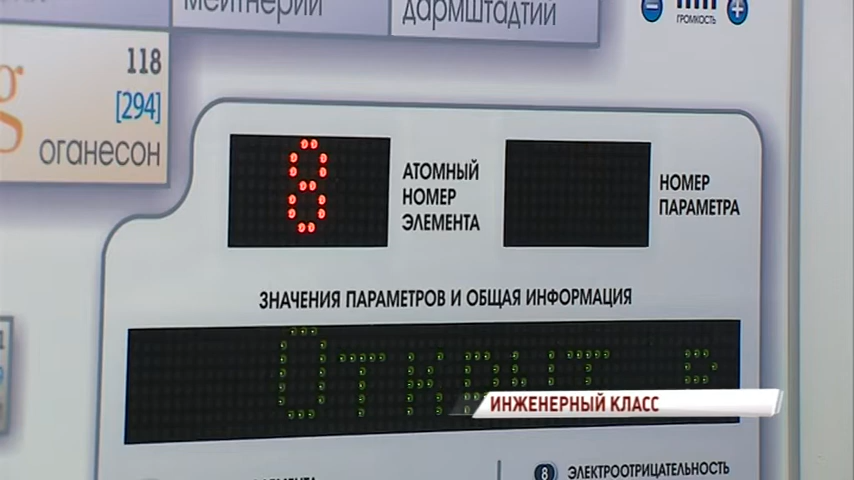 мейтнерий
дармштадтий
ГРОМКОСТЬ
118
[294]
оганесон
8
АТОМНЫЙ
НОМЕР
ЭЛЕМЕНТА
НОМЕР
ПАРАМЕТРА
ЗНАЧЕНИЯ ПАРАМЕТРОВ И ОБЩАЯ ИНФОРМАЦИЯ
Открыт в
ИНЖЕНЕРНЫЙ КЛАСС
8 ЭЛЕКТРООТРИЦАТЕЛЬНОСТЬ